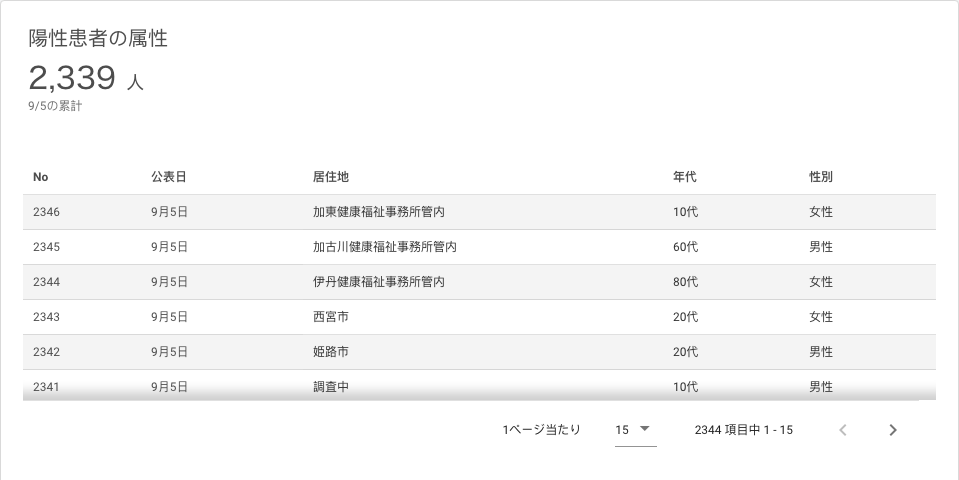 陽性患者の属性
2,339 人
9/5の累計
No 公表日 居住地 年代 性別
2346 9月5日 加東健康福祉事務所管内 10代 女性
2345 9月5日 加古川健康福祉事務所管内 60代 男性
2344 9月5日 伊丹健康福祉事務所管内 80代 女性
2343 9月5日 西宮市 20代 女性
2342 9月5日 姫路市 20代 男性
2341 9月5日 調査中 10代 男性
1ページ当たり 15 2344 項目中 1 - 15